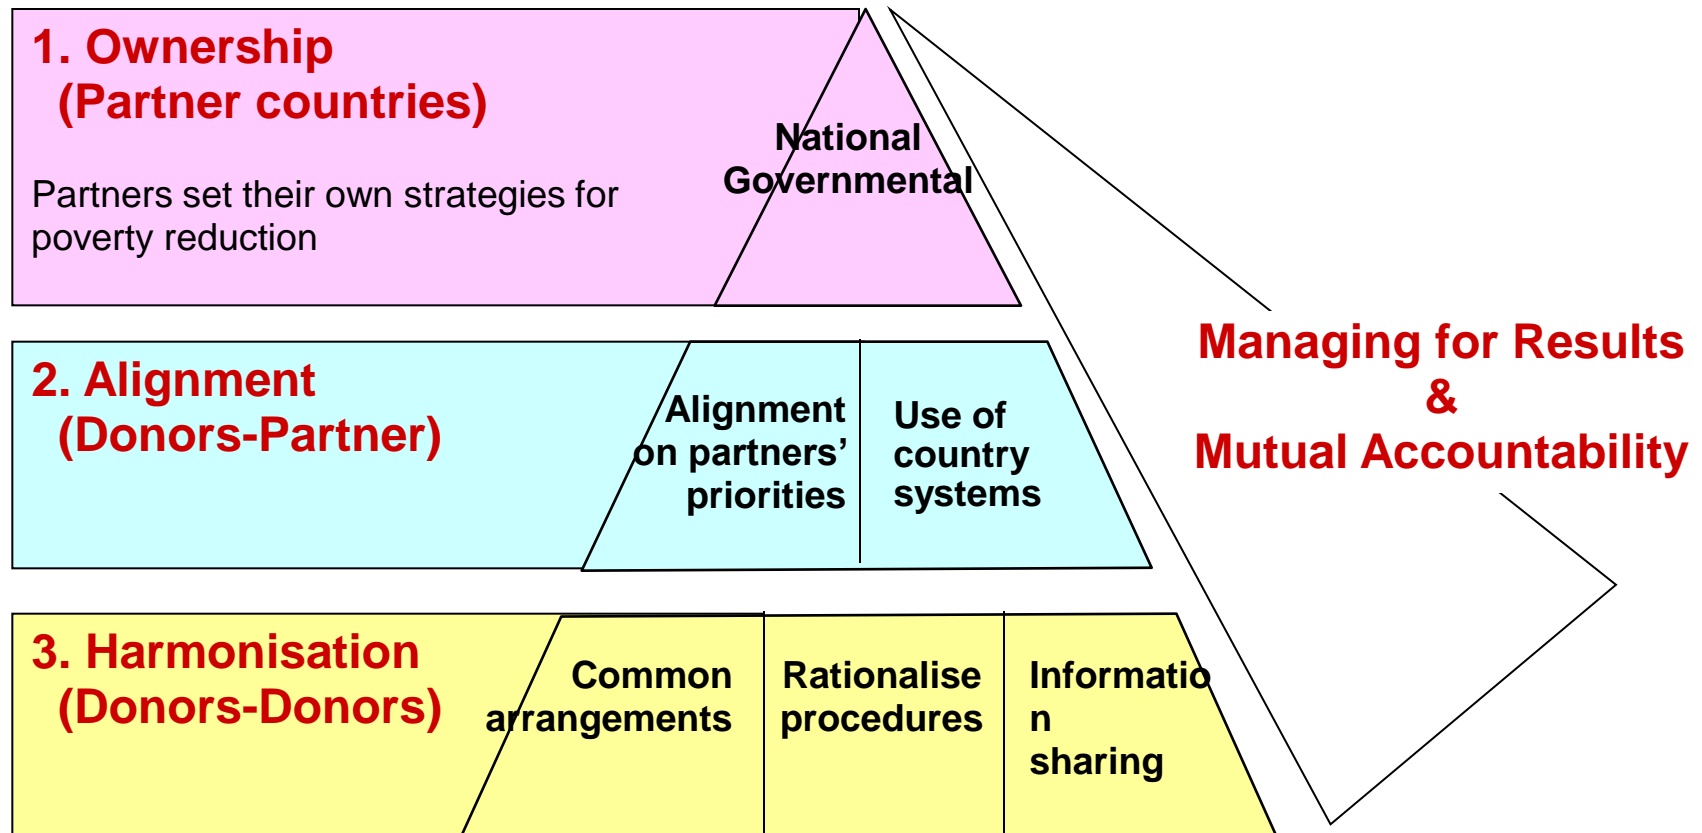 1. Ownership
(Partner countries)
Partners set their own strategies for
poverty reduction
National
Governmental
2. Alignment
(Donors-Partner)
Alignment
on partners’
priorities
Use of
country
systems
Managing for Results
&
Mutual Accountability
3. Harmonisation
(Donors-Donors)
Common
arrangements
Rationalise
procedures
Informatio
n
sharing